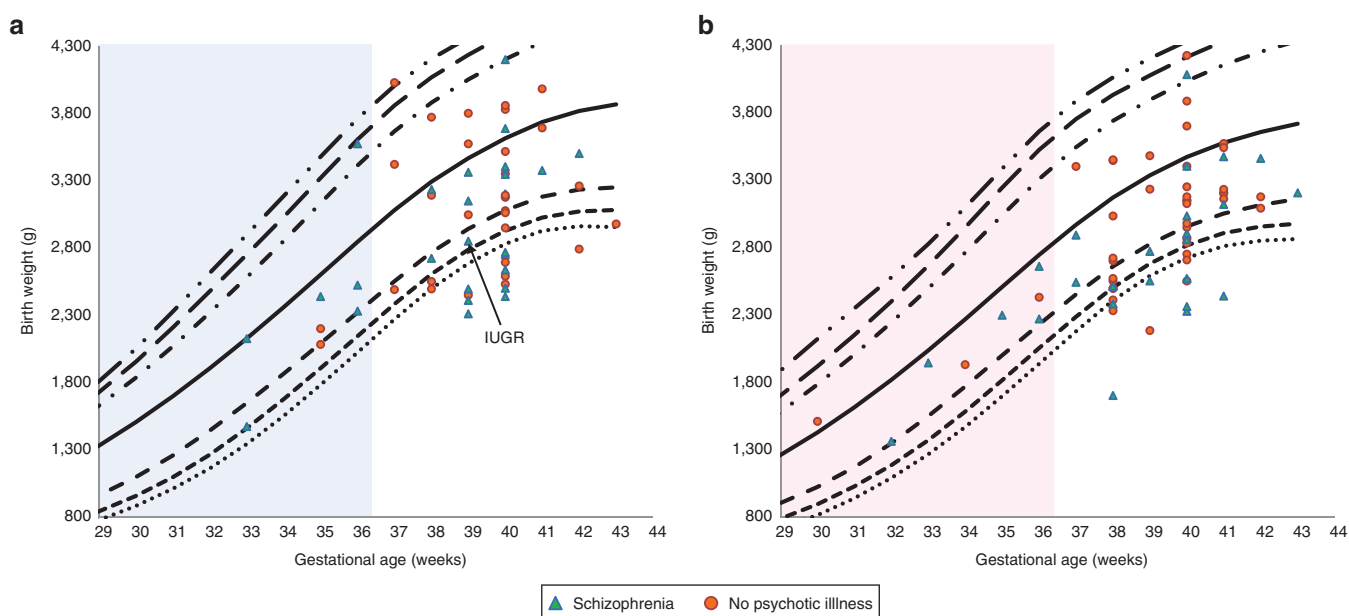 a
4,300
3,800
3,300
2,800
2,300
1,800
1,300
800
Birth weight (g)
IUGR
29 30 31 32 33 34 35 36 37 38 39 40 41 42 43 44
Gestational age (weeks)
b
4,300
3,800
3,300
2,800
2,300
1,800
1,300
800
Birth weight (g)
29 30 31 32 33 34 35 36 37 38 39 40 41 42 43 44
Gestational age (weeks)
Schizophrenia No psychotic illlness